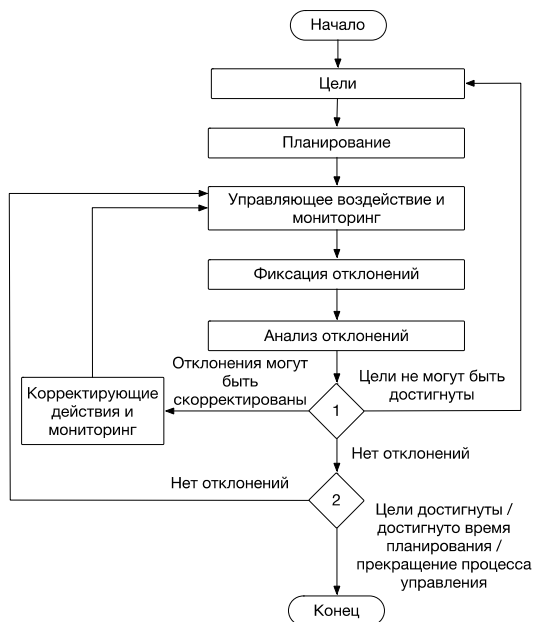 Начало
Цели
Планирование
Управляющее воздействие и
мониторинг
Фиксация отклонений
Анализ отклонений
Отклонения могут
быть
скорректированы
Цели не могут быть
достигнуты
Корректирующие
действия и
мониторинг
1
Нет отклонений
Нет отклонений
2
Цели достигнуты /
достигнуто время
планирования /
прекращение процесса
управления
Конец